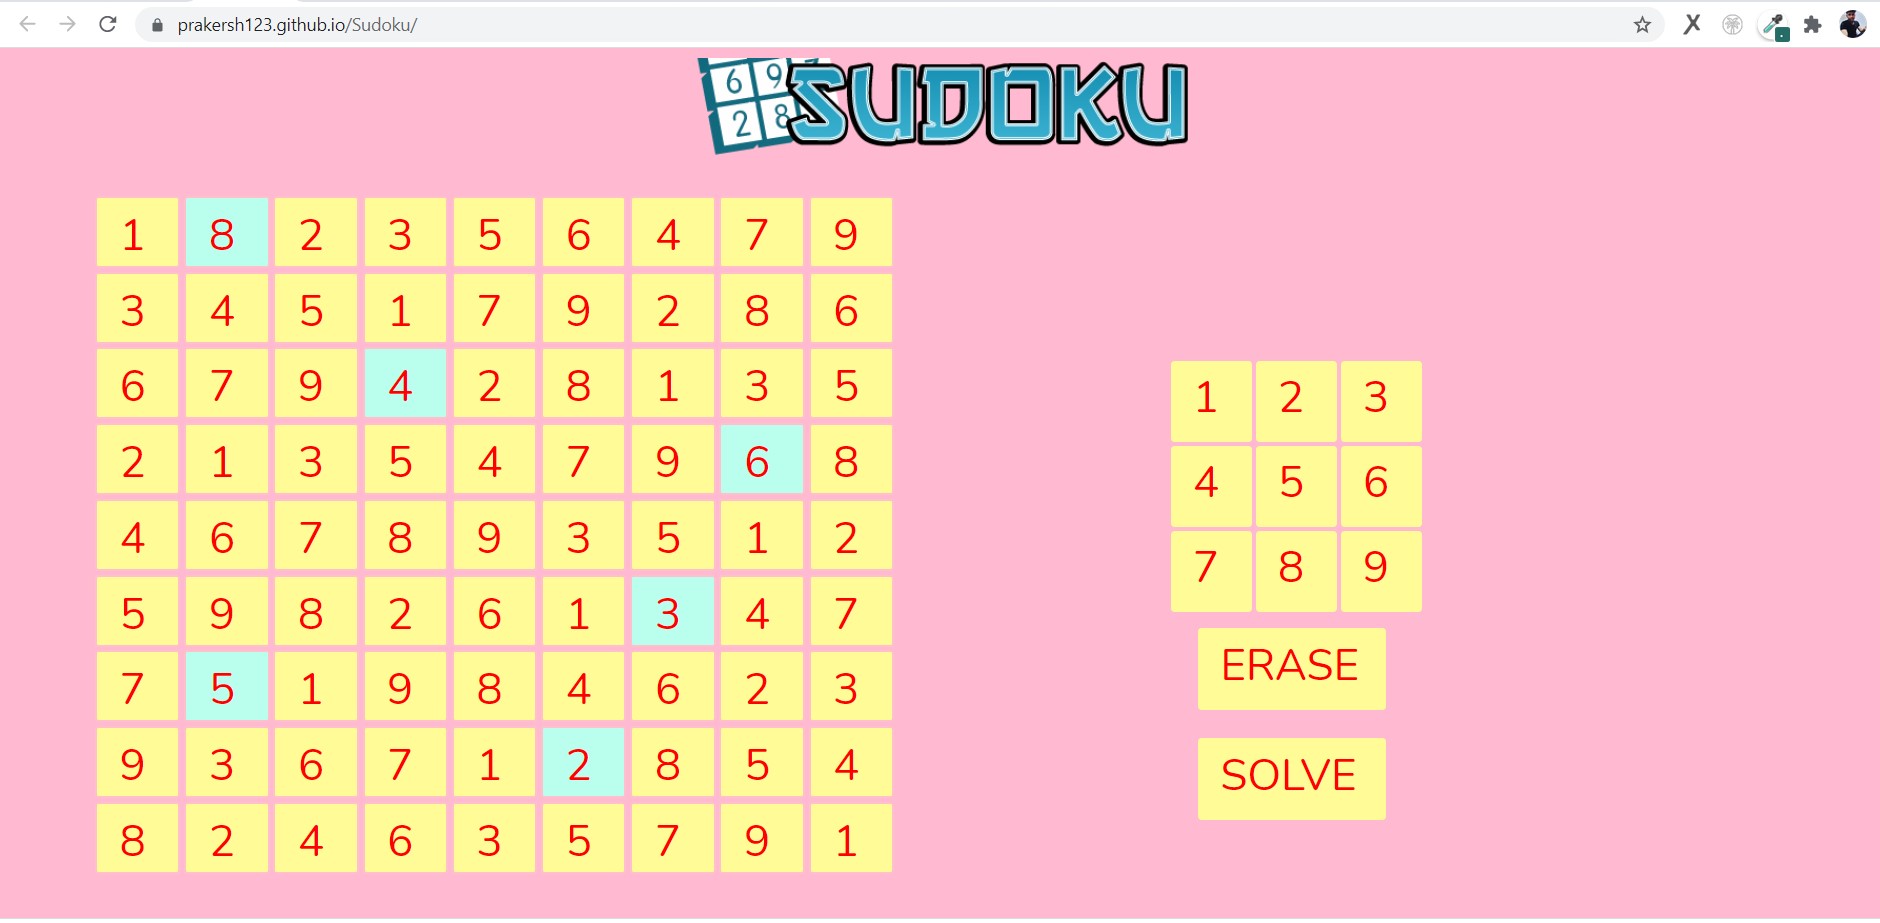 prakersh123.github.io/Sudoku/
6 9
2 8
SUDOKU
1 8 2 3 5 6 4 7 9
3 4 5 1 7 9 2 8 6
6 7 9 4 2 8 1 3 5
2 1 3 5 4 7 9 6 8
4 6 7 8 9 3 5 1 2
5 9 8 2 6 1 3 4 7
7 5 1 9 8 4 6 2 3
9 3 6 7 1 2 8 5 4
8 2 4 6 3 5 7 9 1
1 2 3
4 5 6
7 8 9
ERASE
SOLVE